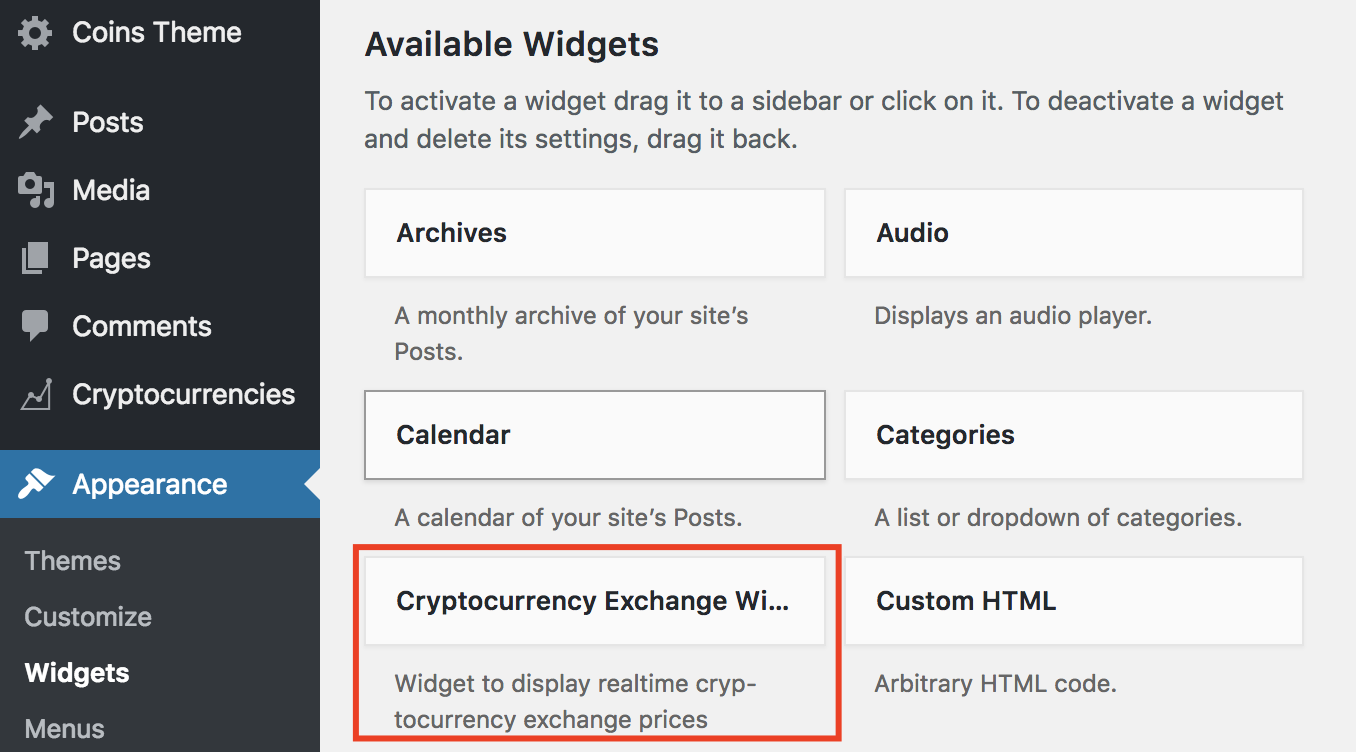 Coins Theme
Posts
Media
Pages
Comments
Cryptocurrencies
Appearance
Themes
Customize
Widgets
Menus
Available Widgets
To activate a widget drag it to a sidebar or click on it. To deactivate a widget
and delete its settings, drag it back.
Archives
A monthly archive of your site’s
Posts.
Audio
Displays an audio player.
Calendar
A calendar of your site’s Posts.
Categories
A list or dropdown of categories.
Cryptocurrency Exchange Wi...
Widget to display realtime cryp-
tocurrency exchange prices
Custom HTML
Arbitrary HTML code.